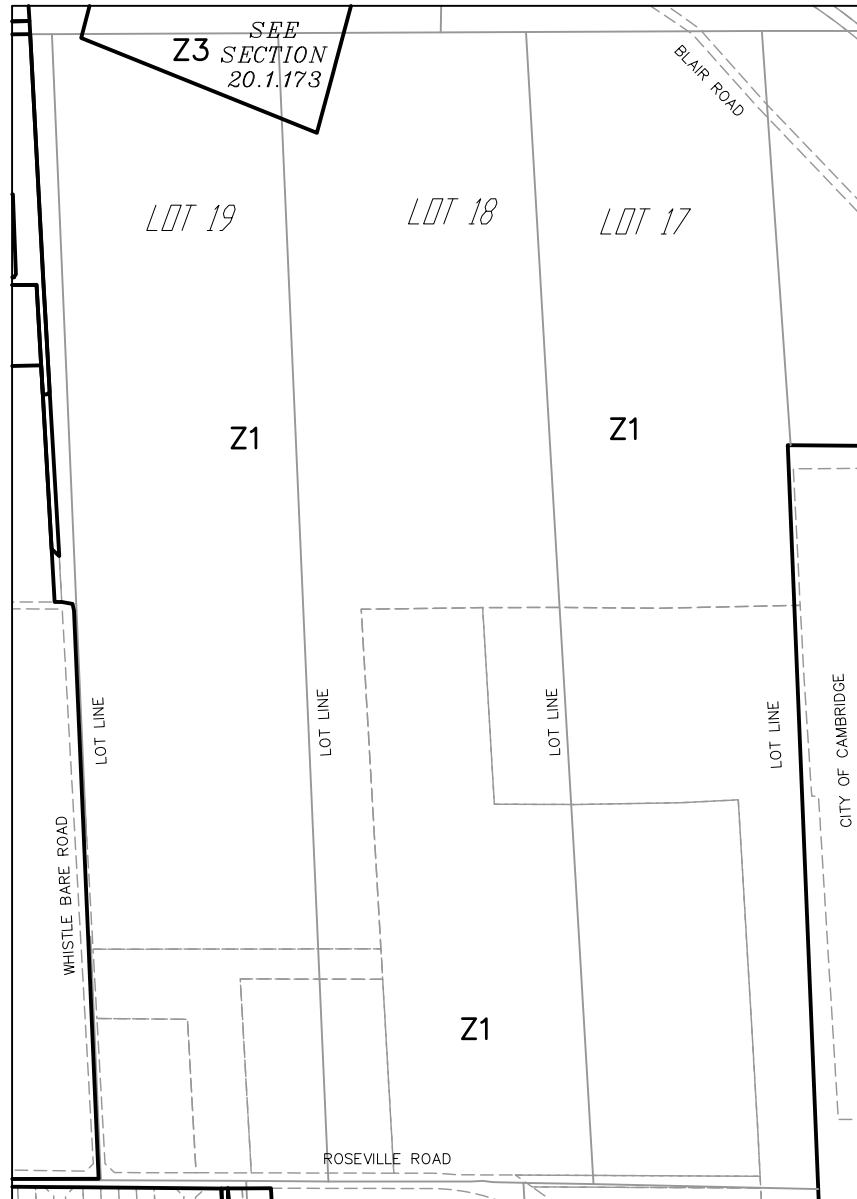 Z3
SEE
SECTION
20.1.173
BLAIR ROAD
LOT 19
LOT 18
LOT 17
Z1
Z1
LOT LINE
LOT LINE
LOT LINE
LOT LINE
CITY OF CAMBRIDGE
WHISTLE BARE ROAD
Z1
ROSEVILLE ROAD